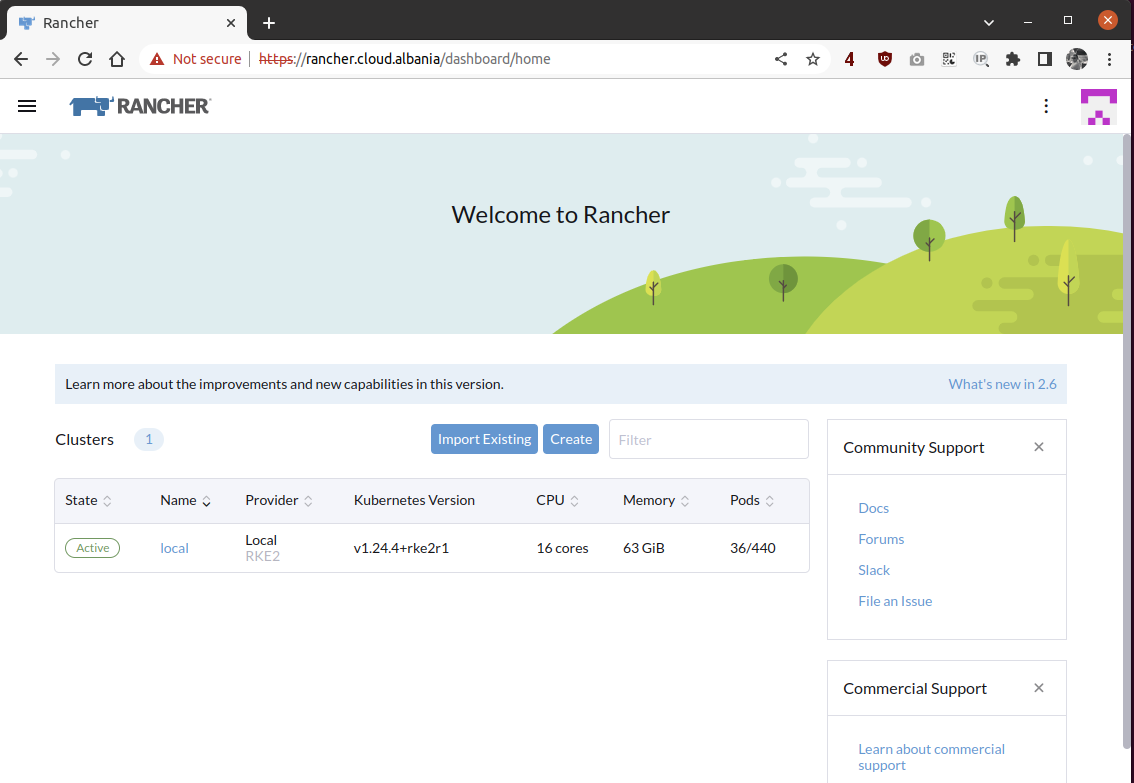 Rancher
Not secure
https://rancher.cloud.albania/dashboard/home
4
IP
RANCHER
Welcome to Rancher
Learn more about the improvements and new capabilities in this version.
What's new in 2.6
Clusters
1
Import Existing
Create
Filter
State
Name
Provider
Kubernetes Version
CPU
Memory
Pods
Active
local
Local
RKE2
v1.24.4+rke2r1
16 cores
63 GiB
36/440
Community Support
Docs
Forums
Slack
File an Issue
Commercial Support
Learn about commercial
support